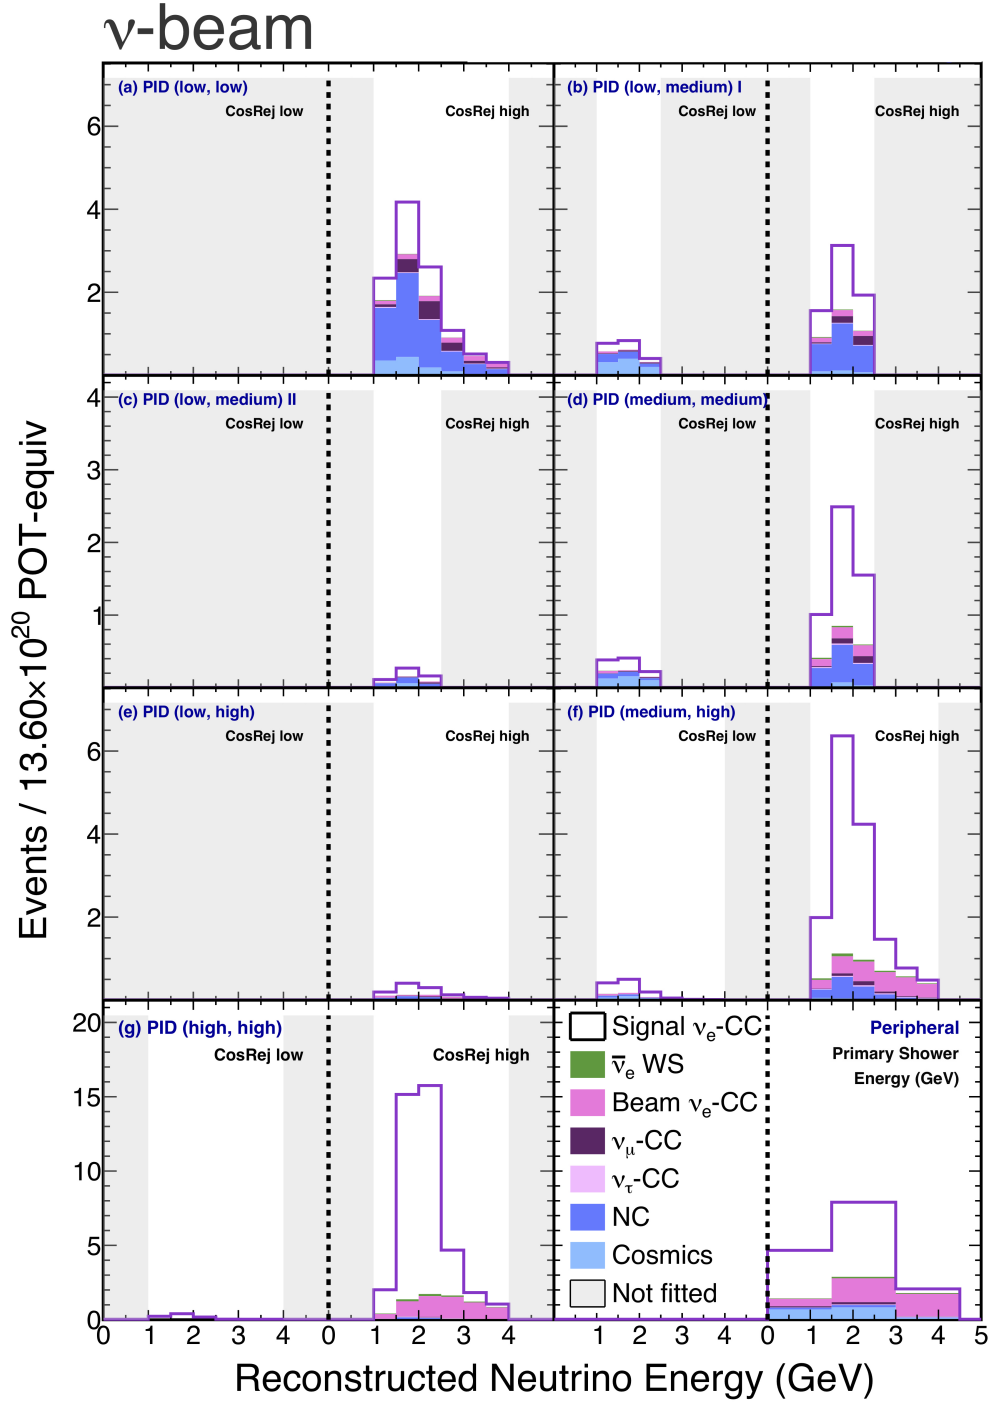 ν-beam
(a) PID (low, low)
CosRej low
CosRej high
(b) PID (low, medium) I
CosRej low
CosRej high
6
4
2
(c) PID (low, medium) II
CosRej low
CosRej high
(d) PID (medium, medium)
CosRej low
CosRej high
4
3
2
1
(e) PID (low, high)
CosRej low
CosRej high
(f) PID (medium, high)
CosRej low
CosRej high
6
4
2
(g) PID (high, high)
CosRej low
CosRej high
20
15
10
5
0
Signal νe-CC
ν̅e WS
Beam νe-CC
νμ-CC
ντ-CC
NC
Cosmics
Not fitted
Peripheral
Primary Shower
Energy (GeV)
0 1 2 3 4 0 1 2 3 4 1 2 3 4 0 1 2 3 4 5
Reconstructed Neutrino Energy (GeV)
Events / 13.60×10²⁰ POT-equiv